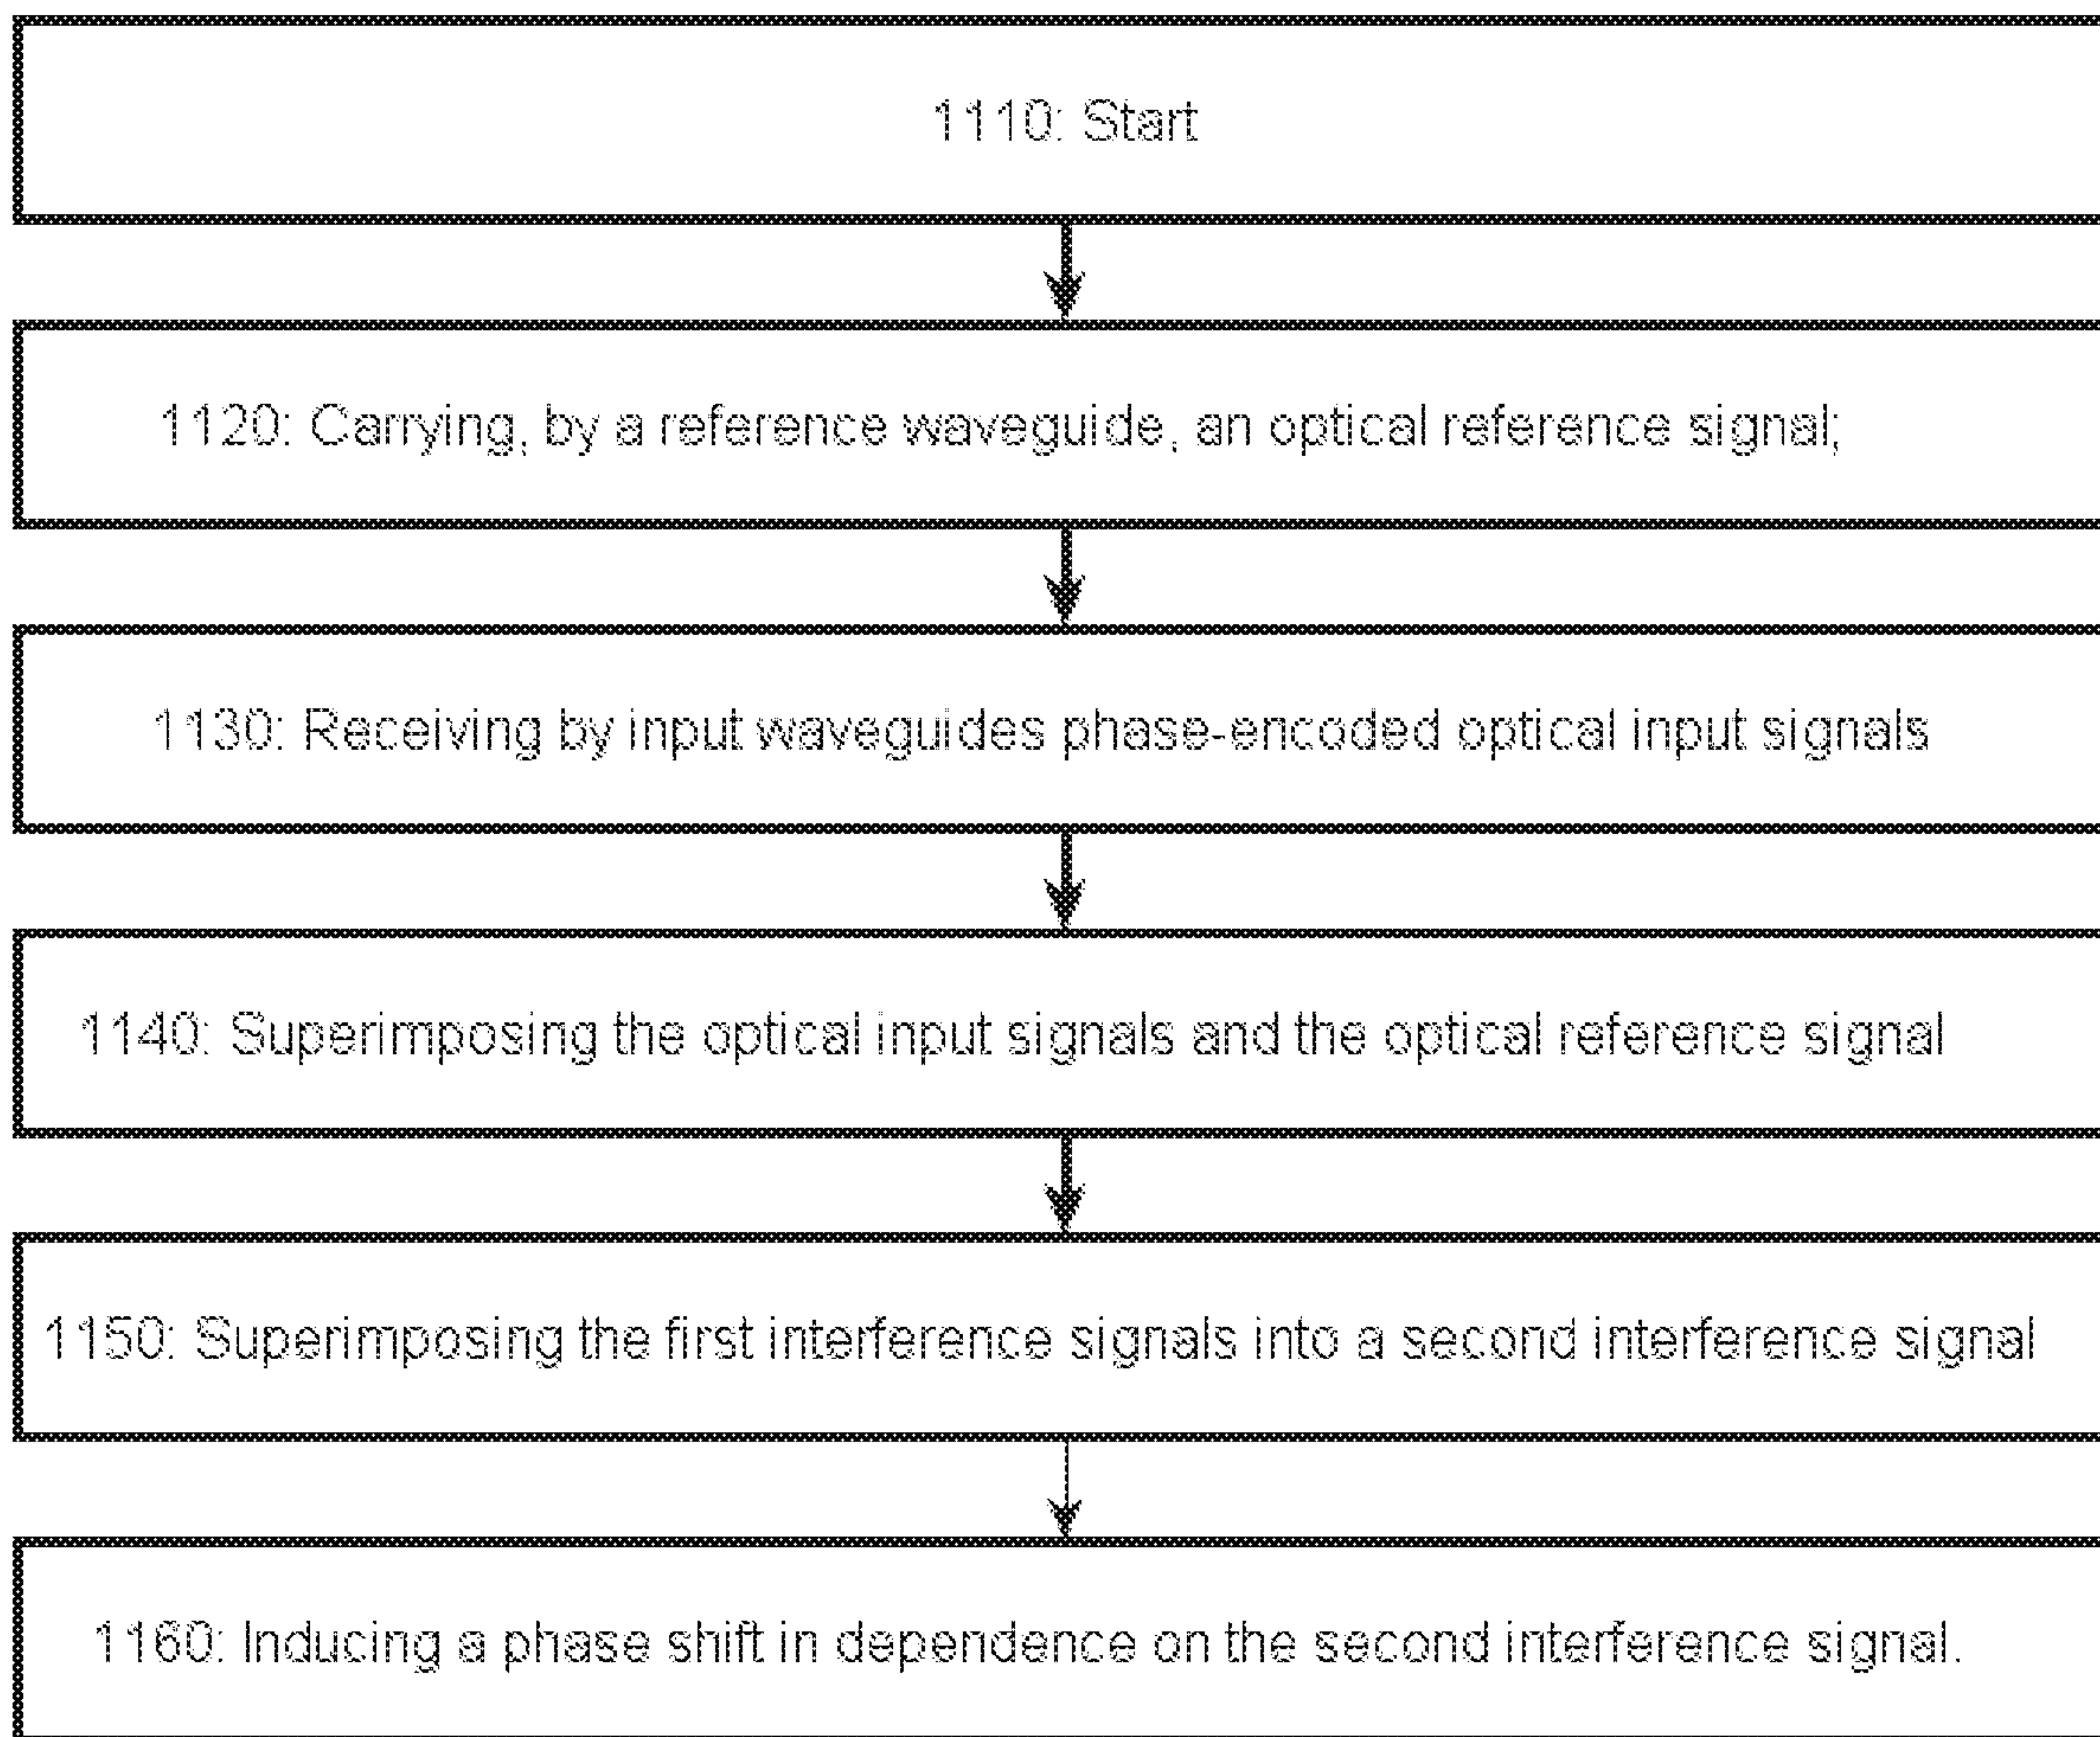 1110: Start
1120: Carrying, by a reference waveguide, an optical reference signal;
1130: Receiving by input waveguides phase-encoded optical input signals
1140: Superimposing the optical input signals and the optical reference signal
1150: Superimposing the first interference signals into a second interference signal
1160: Inducing a phase shift in dependence on the second interference signal.